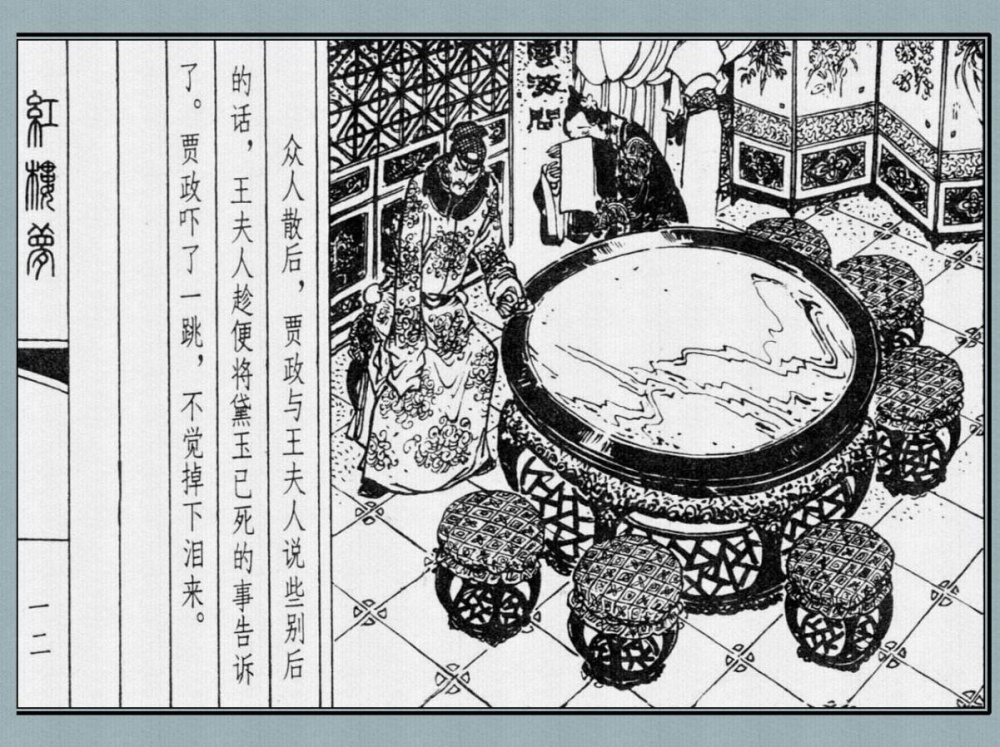 众人散后，贾政与王夫人说些别后
的话，王夫人趁便将黛玉已死的事告诉
了。贾政吓了一跳，不觉掉下泪来。
紅樓夢
一二